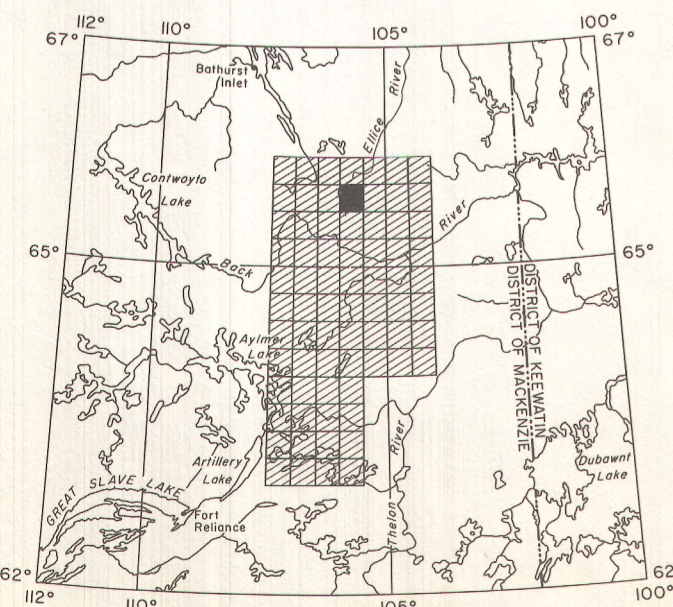 112°
110°
105°
100°
67°
67°
Bathurst
Inlet
River
Ellice
Contwoyto
Lake
River
65°
65°
Back
DISTRICT OF KEEWATIN
DISTRICT OF MACKENZIE
Aylmer
Lake
River
Artillery
Lake
Dubawnt
Lake
GREAT SLAVE LAKE
Fort
Reliance
Thelon
62°
62
112°
110°
105°
100°